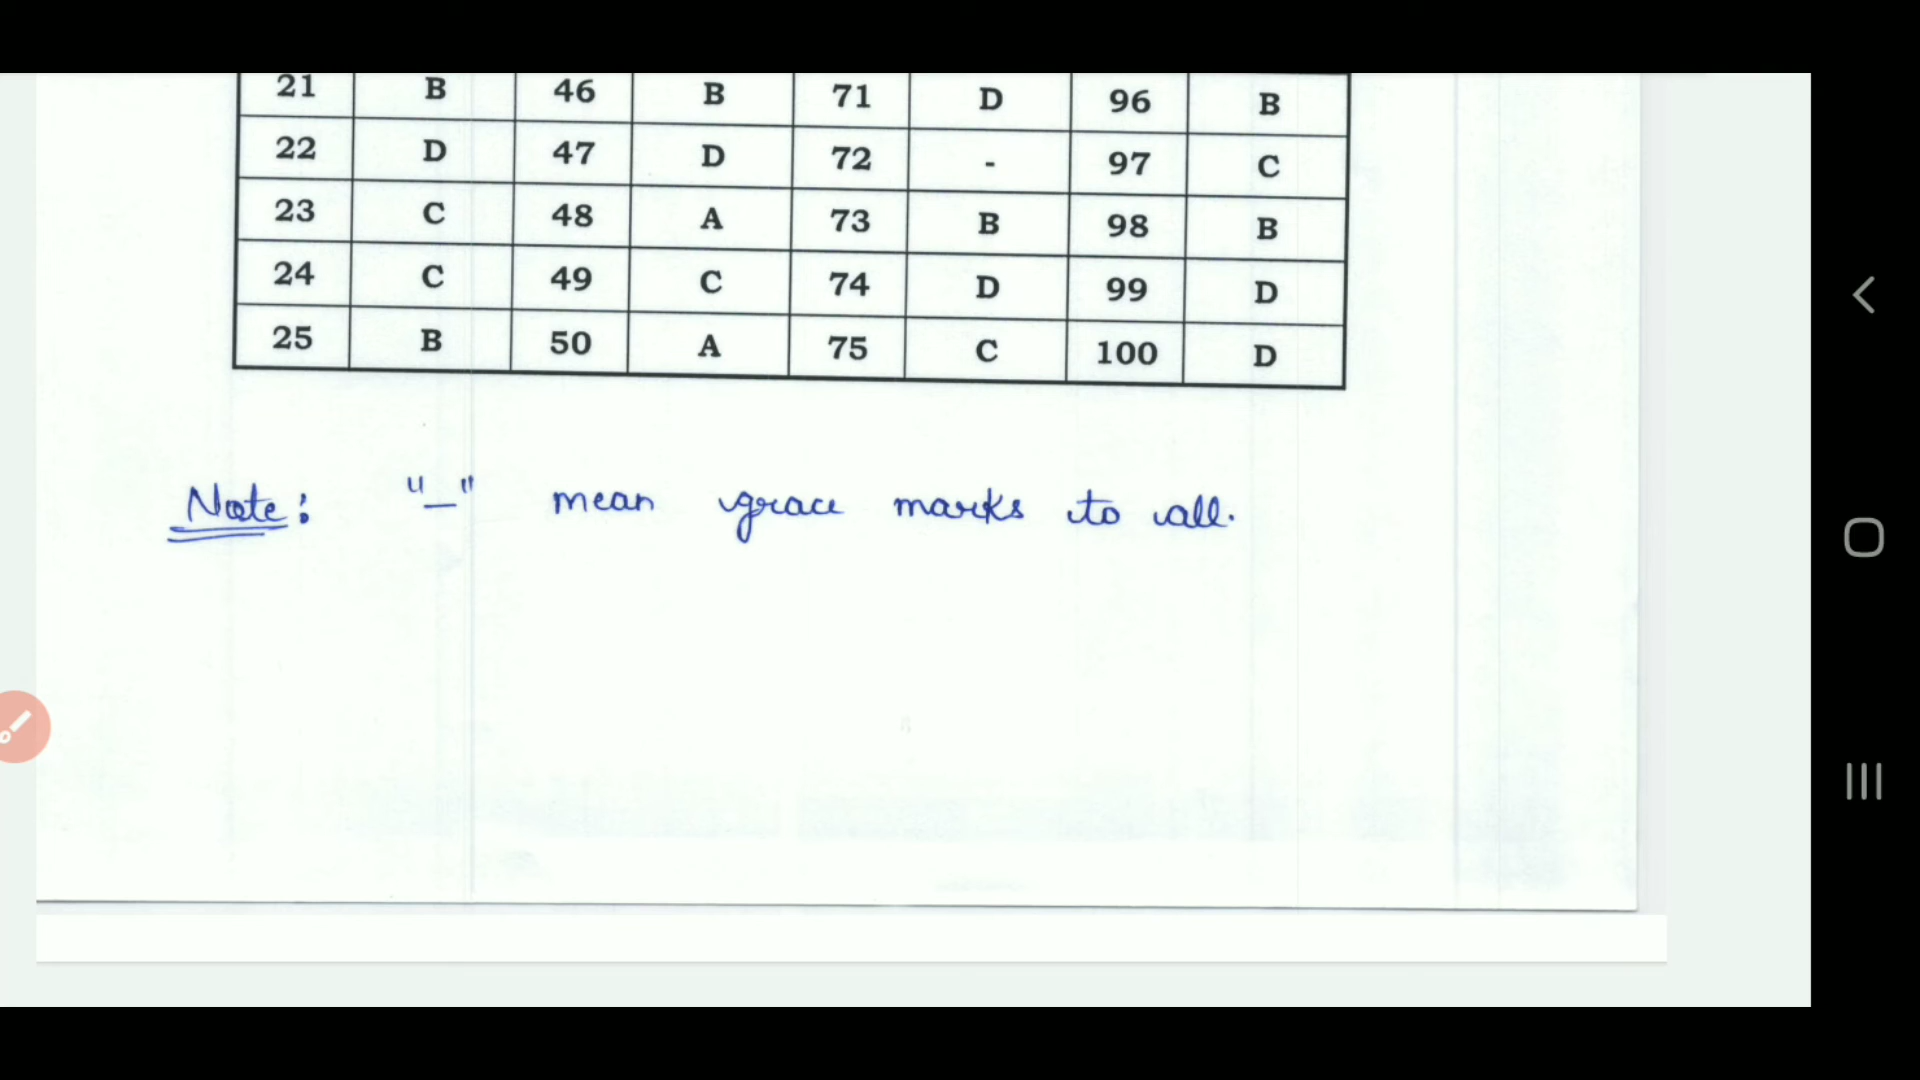 21 B 46 B 71 D 96 B
22 D 47 D 72 - 97 C
23 C 48 A 73 B 98 B
24 C 49 C 74 D 99 D
25 B 50 A 75 C 100 D
Note: "—" mean grace marks to all.